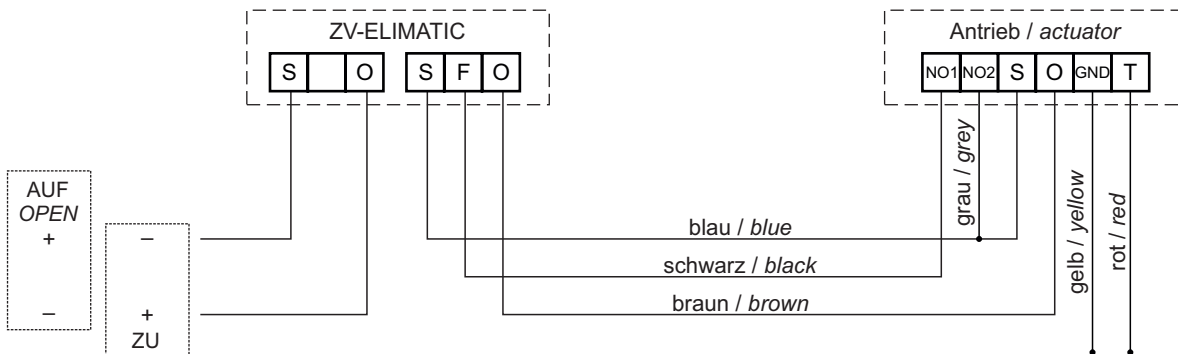 ZV-ELIMATIC
Antrieb / actuator
S O S F O
NO1 NO2 S O GND T
grau / grey
gelb / yellow
rot / red
AUF
OPEN
+ –
blau / blue
schwarz / black
braun / brown
– +
ZU